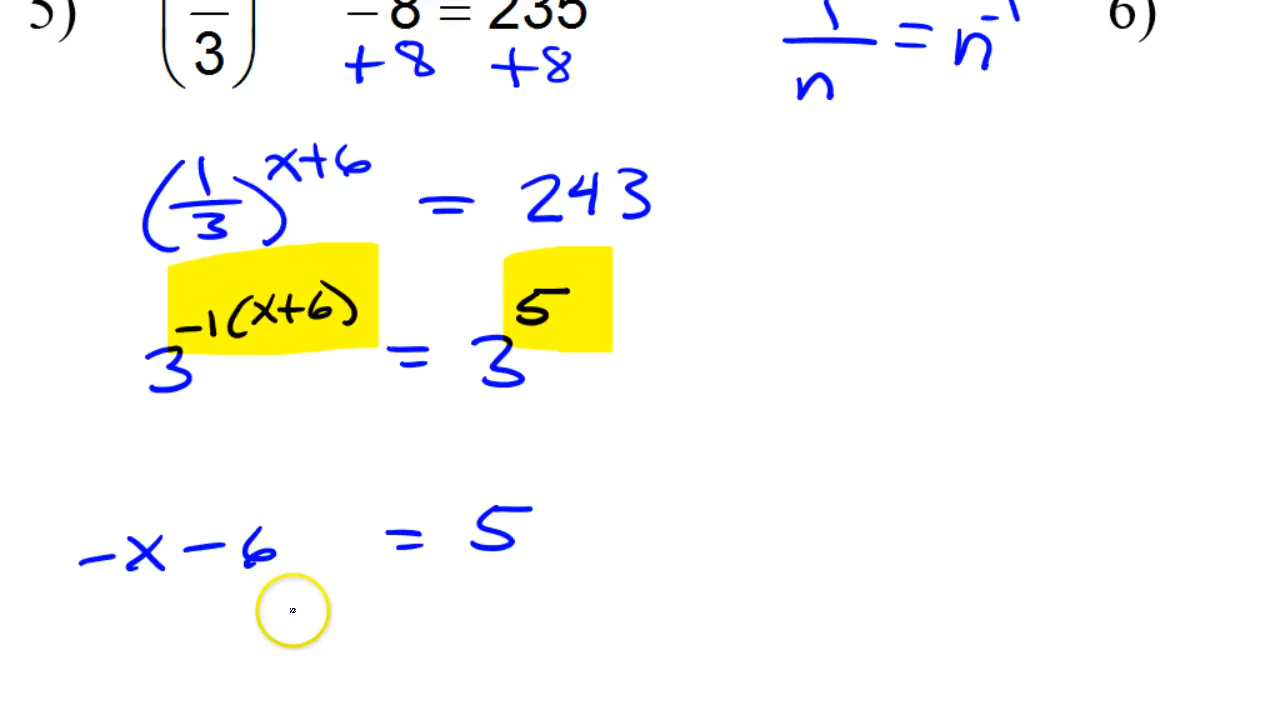 5) (‾/3) - 8 = 235 1/n = n^-1 6)
+8 +8
(1/3)^x+6 = 243
3^-1(x+6) = 3^5
-x - 6 = 5